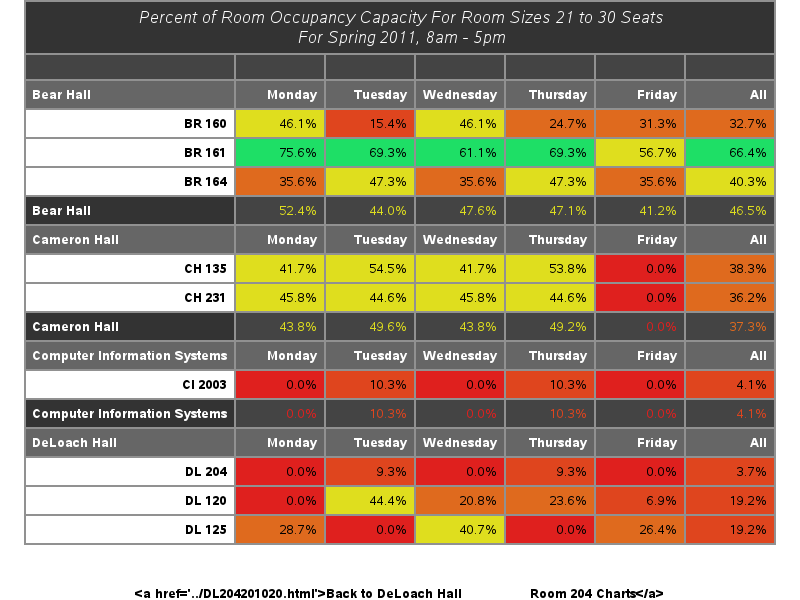 Percent of Room Occupancy Capacity For Room Sizes 21 to 30 Seats
For Spring 2011, 8am - 5pm
Bear Hall Monday Tuesday Wednesday Thursday Friday All
BR 160 46.1% 15.4% 46.1% 24.7% 31.3% 32.7%
BR 161 75.6% 69.3% 61.1% 69.3% 56.7% 66.4%
BR 164 35.6% 47.3% 35.6% 47.3% 35.6% 40.3%
Bear Hall 52.4% 44.0% 47.6% 47.1% 41.2% 46.5%
Cameron Hall Monday Tuesday Wednesday Thursday Friday All
CH 135 41.7% 54.5% 41.7% 53.8% 0.0% 38.3%
CH 231 45.8% 44.6% 45.8% 44.6% 0.0% 36.2%
Cameron Hall 43.8% 49.6% 43.8% 49.2% 0.0% 37.3%
Computer Information Systems Monday Tuesday Wednesday Thursday Friday All
CI 2003 0.0% 10.3% 0.0% 10.3% 0.0% 4.1%
Computer Information Systems 0.0% 10.3% 0.0% 10.3% 0.0% 4.1%
DeLoach Hall Monday Tuesday Wednesday Thursday Friday All
DL 204 0.0% 9.3% 0.0% 9.3% 0.0% 3.7%
DL 120 0.0% 44.4% 20.8% 23.6% 6.9% 19.2%
DL 125 28.7% 0.0% 40.7% 0.0% 26.4% 19.2%
<a href='../DL204201020.html'>Back to DeLoach Hall Room 204 Charts</a>